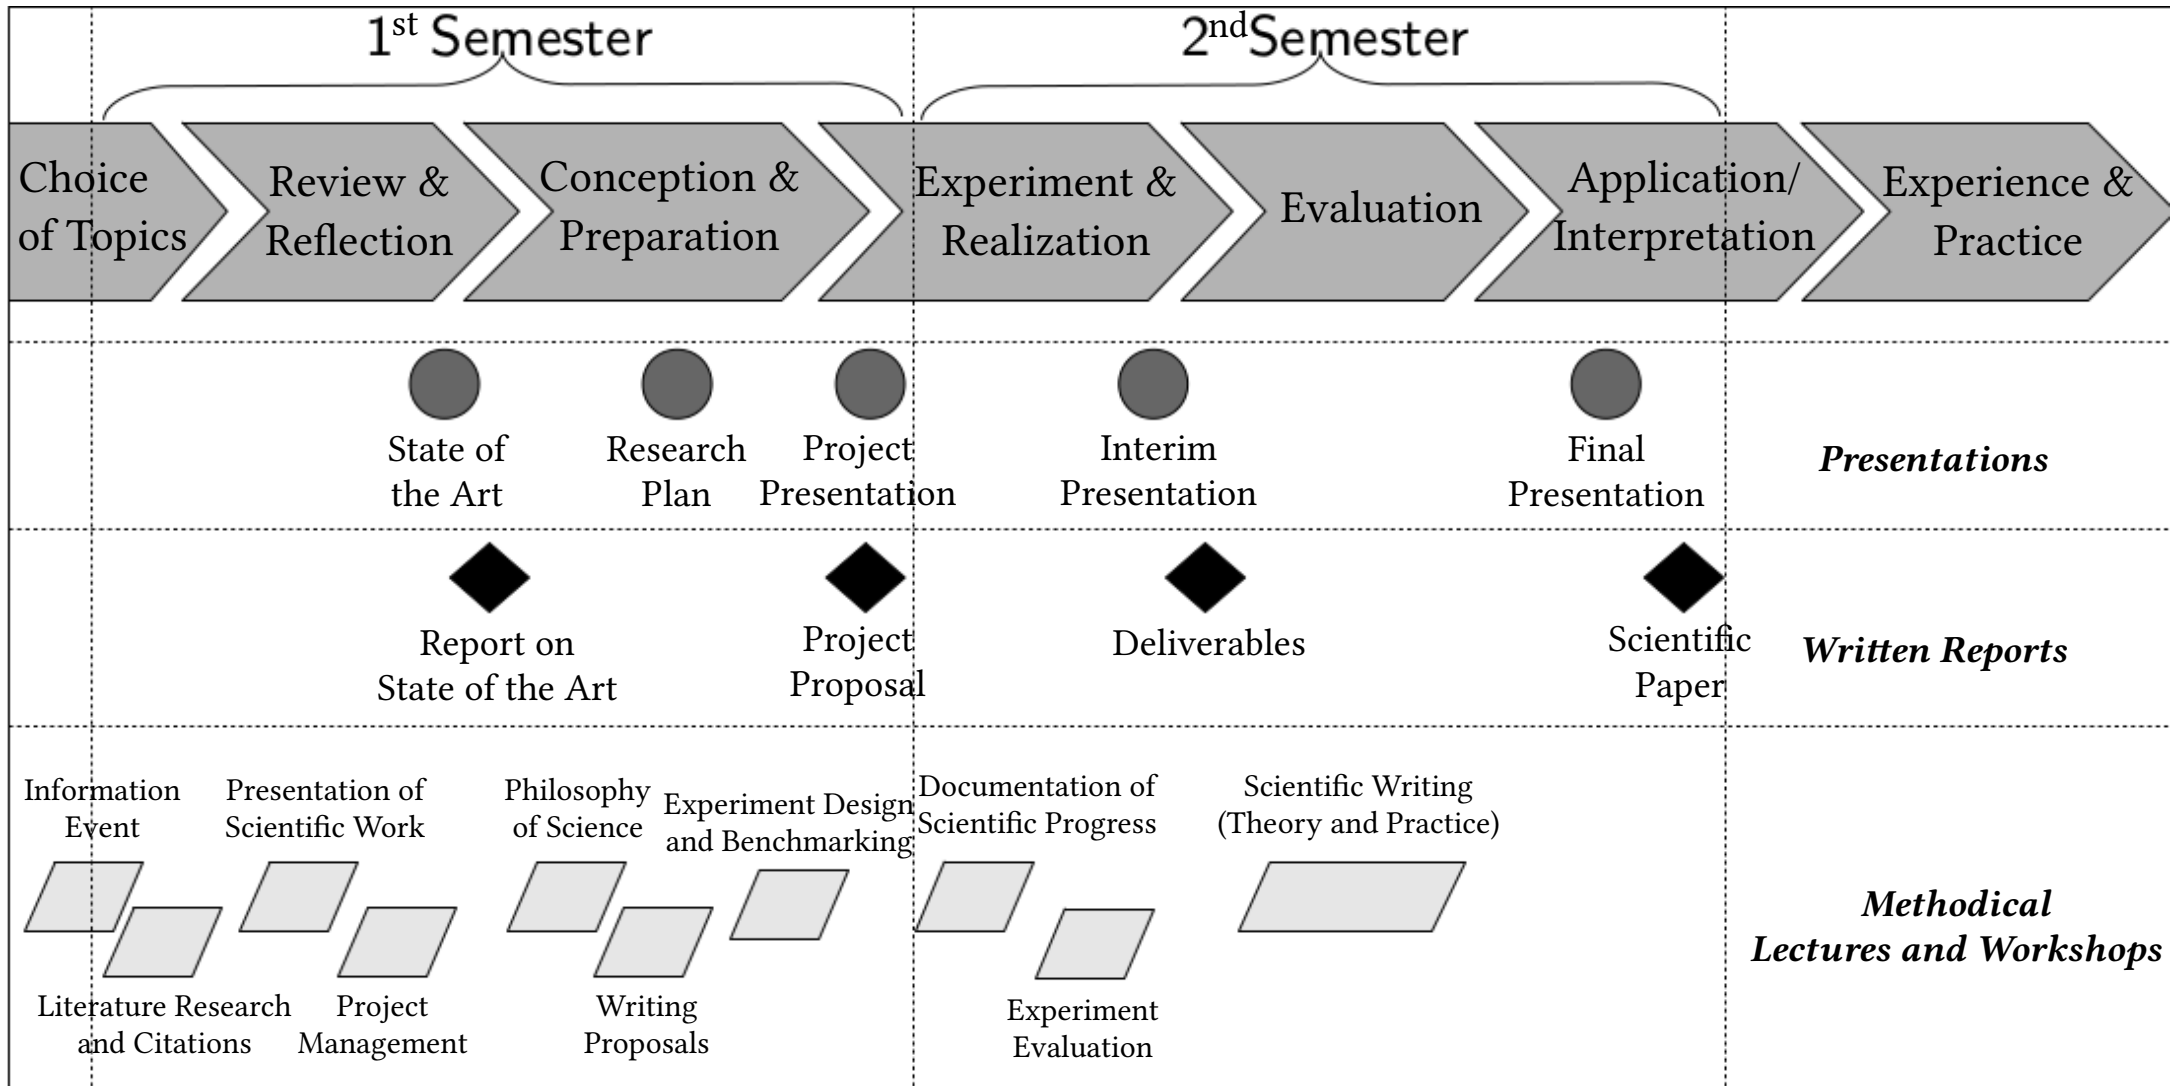 1st Semester
2ndSemester
Choice
of Topics
Review &
Reflection
Conception &
Preparation
Experiment &
Realization
Evaluation
Application/
Interpretation
Experience &
Practice
State of
the Art
Research
Plan
Project
Presentation
Interim
Presentation
Final
Presentation
Presentations
Report on
State of the Art
Project
Proposal
Deliverables
Scientific
Paper
Written Reports
Information
Event
Presentation of
Scientific Work
Philosophy
of Science
Experiment Design
and Benchmarking
Documentation of
Scientific Progress
Scientific Writing
(Theory and Practice)
Methodical
Lectures and Workshops
Literature Research
and Citations
Project
Management
Writing
Proposals
Experiment
Evaluation